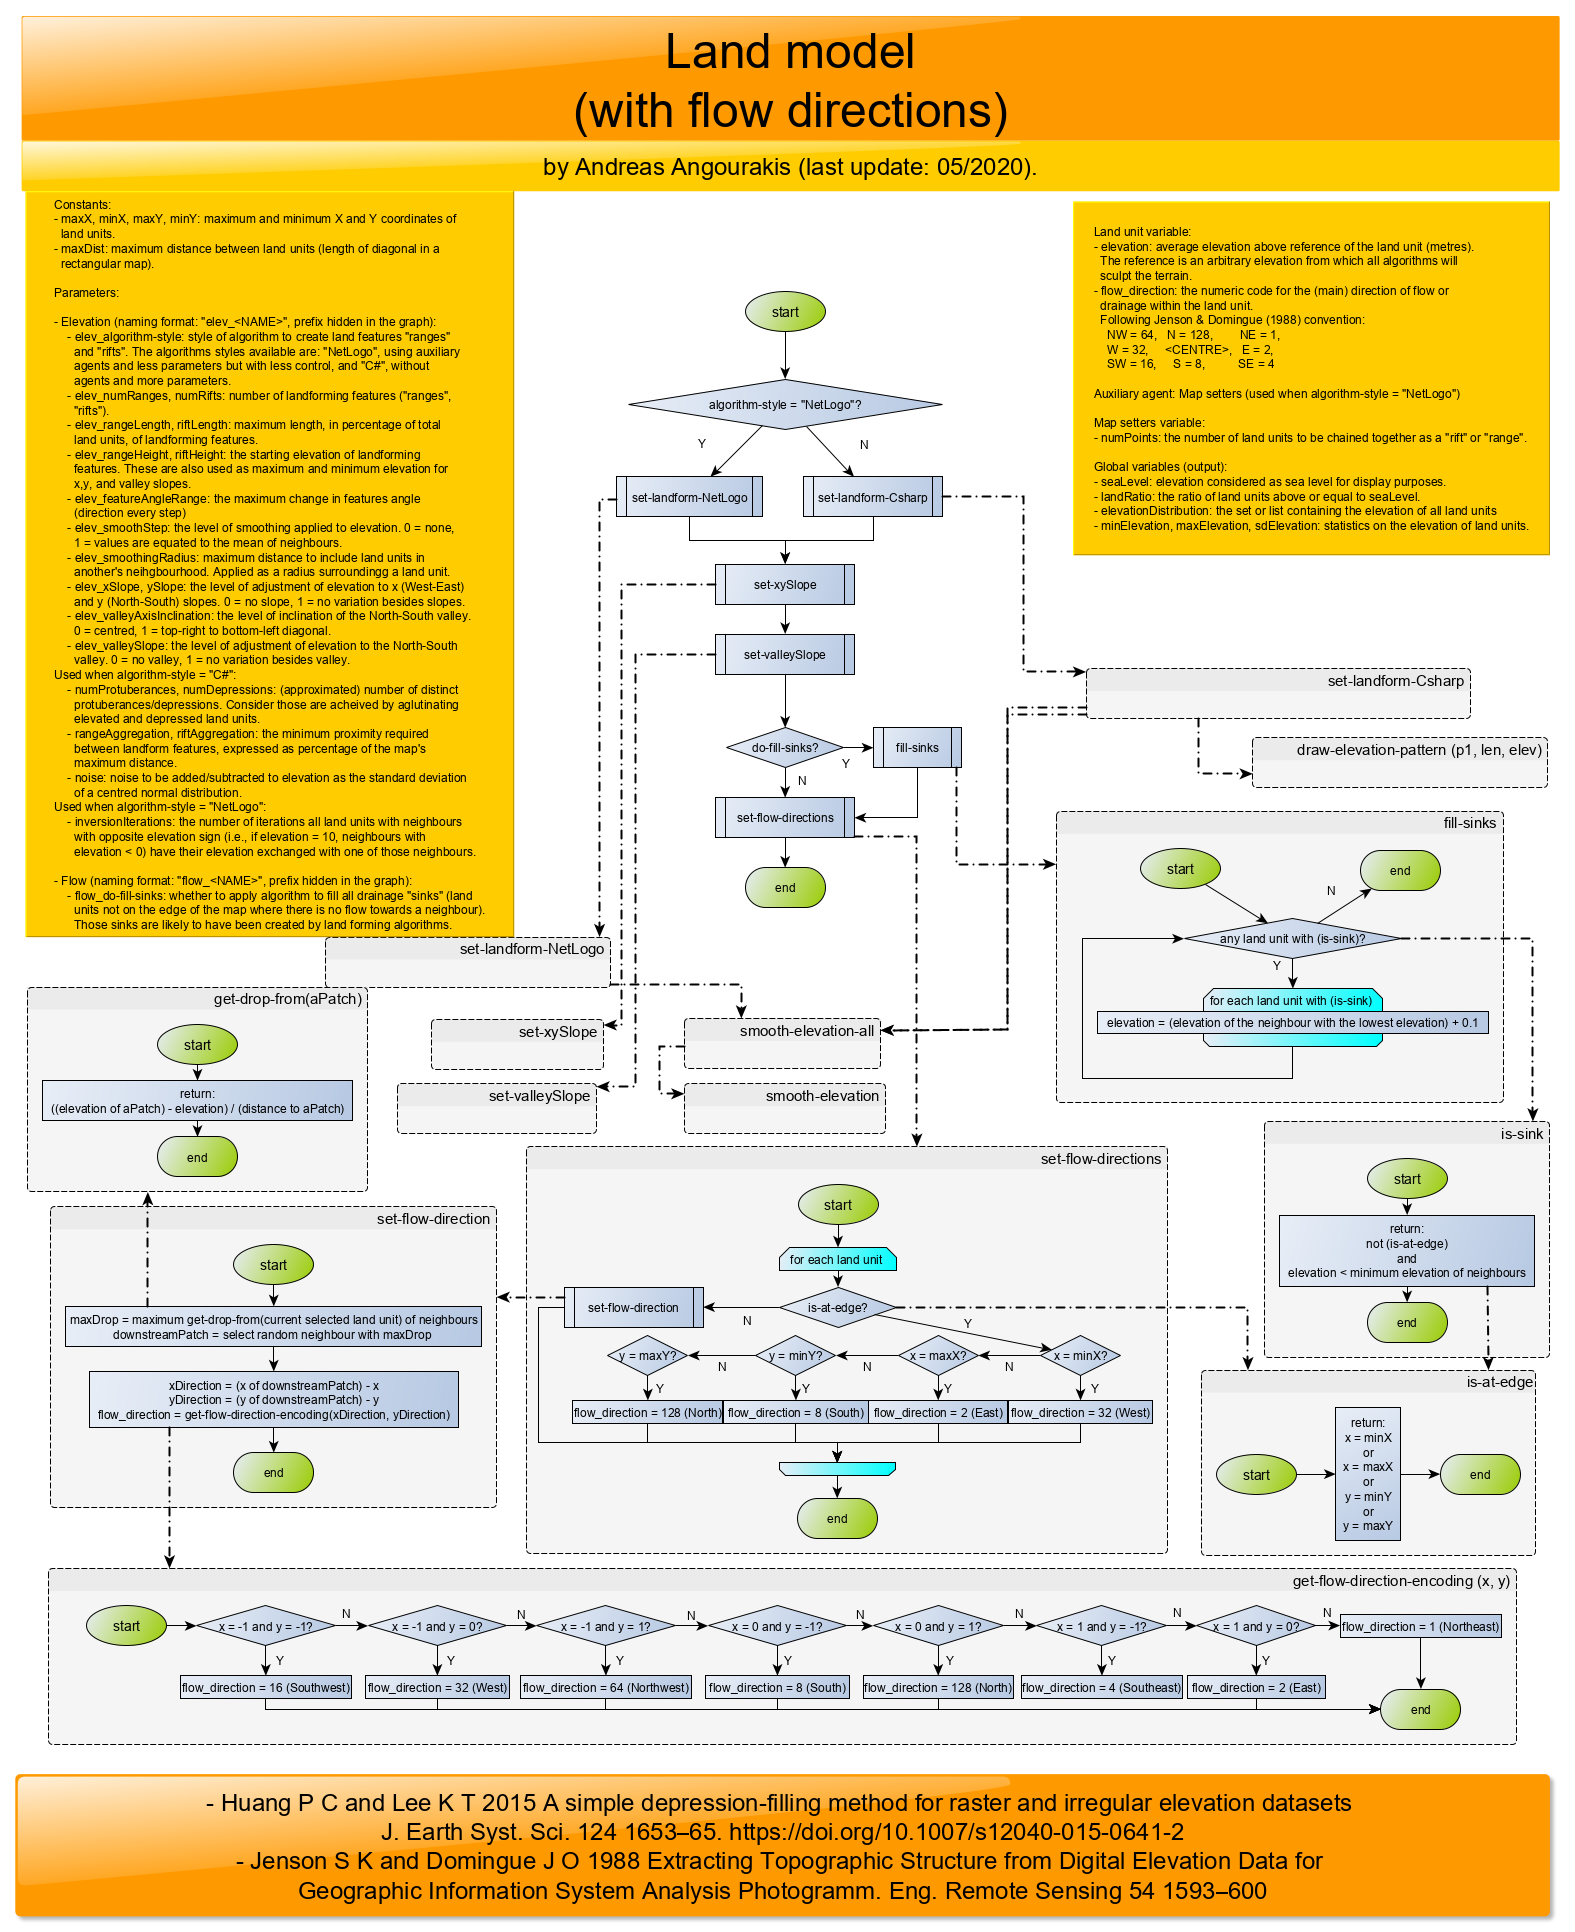 Land model
(with flow directions)
by Andreas Angourakis (last update: 05/2020).
Constants:
- maxX, minX, maxY, minY: maximum and minimum X and Y coordinates of
land units.
- maxDist: maximum distance between land units (length of diagonal in a
rectangular map).
Parameters:
- Elevation (naming format: "elev_<NAME>", prefix hidden in the graph):
- elev_algorithm-style: style of algorithm to create land features "ranges"
and "rifts". The algorithms styles available are: "NetLogo", using auxiliary
agents and less parameters but with less control, and "C#", without
agents and more parameters.
- elev_numRanges, numRifts: number of landforming features ("ranges",
"rifts").
- elev_rangeLength, riftLength: maximum length, in percentage of total
land units, of landforming features.
- elev_rangeHeight, riftHeight: the starting elevation of landforming
features. These are also used as maximum and minimum elevation for
x,y, and valley slopes.
- elev_featureAngleRange: the maximum change in features angle
(direction every step)
- elev_smoothStep: the level of smoothing applied to elevation. 0 = none,
1 = values are equated to the mean of neighbours.
- elev_smoothingRadius: maximum distance to include land units in
another's neihgbourhood. Applied as a radius surroundingg a land unit.
- elev_xSlope, ySlope: the level of adjustment of elevation to x (West-East)
and y (North-South) slopes. 0 = no slope, 1 = no variation besides slopes.
- elev_valleyAxisInclination: the level of inclination of the North-South valley.
0 = centred, 1 = top-right to bottom-left diagonal.
- elev_valleySlope: the level of adjustment of elevation to the North-South
valley. 0 = no valley, 1 = no variation besides valley.
Used when algorithm-style = "C#":
- numProtuberances, numDepressions: (approximated) number of distinct
protuberances/depressions. Consider those are acheived by aglutinating
elevated and depressed land units.
- rangeAggregation, riftAggregation: the minimum proximity required
between landform features, expressed as percentage of the map's
maximum distance.
- noise: noise to be added/subtracted to elevation as the standard deviation
of a centred normal distribution.
Used when algorithm-style = "NetLogo":
- inversionIterations: the number of iterations all land units with neighbours
with opposite elevation sign (i.e., if elevation = 10, neighbours with
elevation < 0) have their elevation exchanged with one of those neighbours.
- Flow (naming format: "flow_<NAME>", prefix hidden in the graph):
- flow_do-fill-sinks: whether to apply algorithm to fill all drainage "sinks" (land
units not on the edge of the map where there is no flow towards a neighbour).
Those sinks are likely to have been created by land forming algorithms.
Land unit variable:
- elevation: average elevation above reference of the land unit (metres).
The reference is an arbitrary elevation from which all algorithms will
sculpt the terrain.
- flow_direction: the numeric code for the (main) direction of flow or
drainage within the land unit.
Following Jenson & Domingue (1988) convention:
NW = 64, N = 128, NE = 1,
W = 32, <CENTRE>, E = 2,
SW = 16, S = 8, SE = 4
Auxiliary agent: Map setters (used when algorithm-style = "NetLogo")
Map setters variable:
- numPoints: the number of land units to be chained together as a "rift" or "range".
Global variables (output):
- seaLevel: elevation considered as sea level for display purposes.
- landRatio: the ratio of land units above or equal to seaLevel.
- elevationDistribution: the set or list containing the elevation of all land units
- minElevation, maxElevation, sdElevation: statistics on the elevation of land units.
start
algorithm-style = "NetLogo"?
Y
N
set-landform-NetLogo
set-landform-Csharp
set-xySlope
set-valleySlope
do-fill-sinks?
Y
fill-sinks
N
set-flow-directions
end
set-landform-Csharp
draw-elevation-pattern (p1, len, elev)
fill-sinks
start
end
N
any land unit with (is-sink)?
Y
for each land unit with (is-sink)
elevation = (elevation of the neighbour with the lowest elevation) + 0.1
set-landform-NetLogo
get-drop-from(aPatch)
start
return:
((elevation of aPatch) - elevation) / (distance to aPatch)
end
set-xySlope
smooth-elevation-all
set-valleySlope
smooth-elevation
is-sink
start
return:
not (is-at-edge)
and
elevation < minimum elevation of neighbours
end
set-flow-directions
start
for each land unit
is-at-edge?
N
Y
set-flow-direction
y = maxY?
N
y = minY?
N
x = maxX?
N
x = minX?
Y
Y
Y
Y
flow_direction = 128 (North)
flow_direction = 8 (South)
flow_direction = 2 (East)
flow_direction = 32 (West)
end
set-flow-direction
start
maxDrop = maximum get-drop-from(current selected land unit) of neighbours
downstreamPatch = select random neighbour with maxDrop
xDirection = (x of downstreamPatch) - x
yDirection = (y of downstreamPatch) - y
flow_direction = get-flow-direction-encoding(xDirection, yDirection)
end
is-at-edge
start
return:
x = minX
or
x = maxX
or
y = minY
or
y = maxY
end
get-flow-direction-encoding (x, y)
start
x = -1 and y = -1?
N
x = -1 and y = 0?
N
x = -1 and y = 1?
N
x = 0 and y = -1?
N
x = 0 and y = 1?
N
x = 1 and y = -1?
N
x = 1 and y = 0?
N
flow_direction = 1 (Northeast)
Y
Y
Y
Y
Y
Y
Y
flow_direction = 16 (Southwest)
flow_direction = 32 (West)
flow_direction = 64 (Northwest)
flow_direction = 8 (South)
flow_direction = 128 (North)
flow_direction = 4 (Southeast)
flow_direction = 2 (East)
end
- Huang P C and Lee K T 2015 A simple depression-filling method for raster and irregular elevation datasets
J. Earth Syst. Sci. 124 1653–65. https://doi.org/10.1007/s12040-015-0641-2
- Jenson S K and Domingue J O 1988 Extracting Topographic Structure from Digital Elevation Data for
Geographic Information System Analysis Photogramm. Eng. Remote Sensing 54 1593–600